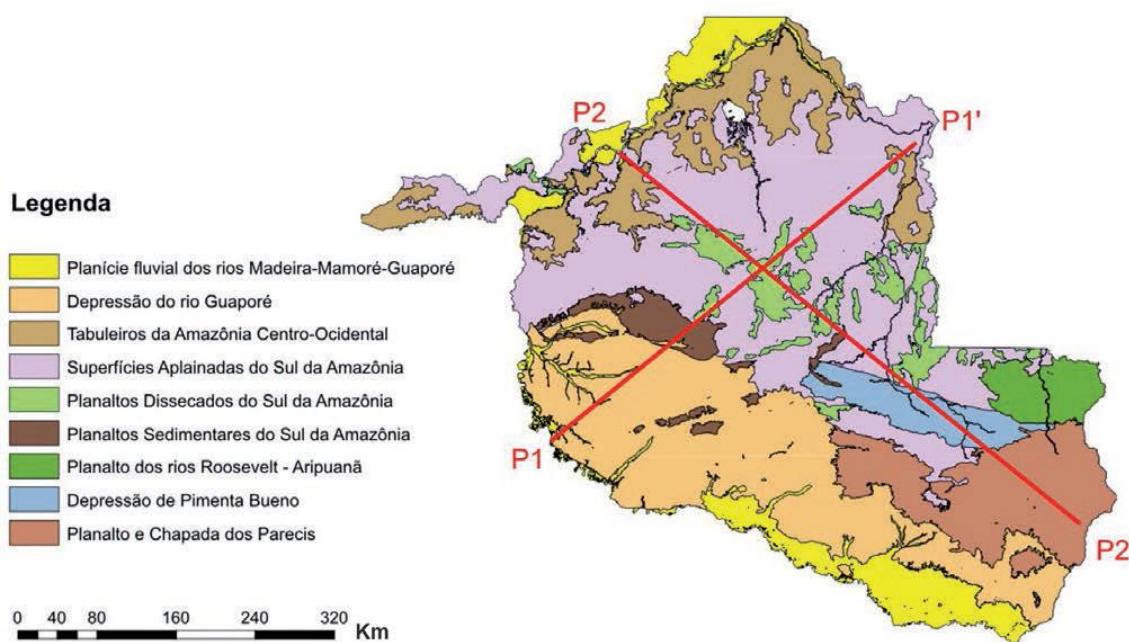 P2
P1'
Legenda
Planície fluvial dos rios Madeira-Mamoré-Guaporé
Depressão do rio Guaporé
Tabuleiros da Amazônia Centro-Ocidental
Superfícies Aplainadas do Sul da Amazônia
Planaltos Dissecados do Sul da Amazônia
Planaltos Sedimentares do Sul da Amazônia
Planalto dos rios Roosevelt - Aripuanã
Depressão de Pimenta Bueno
Planalto e Chapada dos Parecis
P1
P2
0 40 80 160 240 320 Km